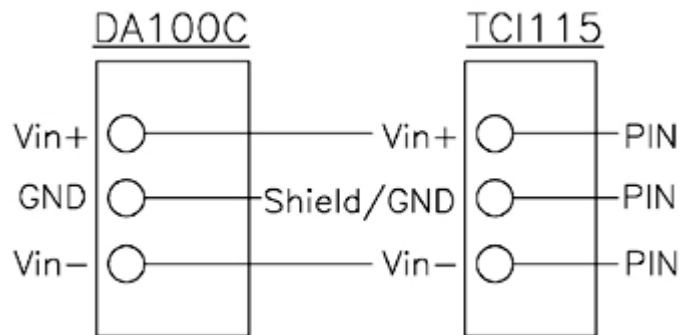 DA100C TCI115
Vin+ Vin+ PIN
GND Shield/GND PIN
Vin- Vin- PIN